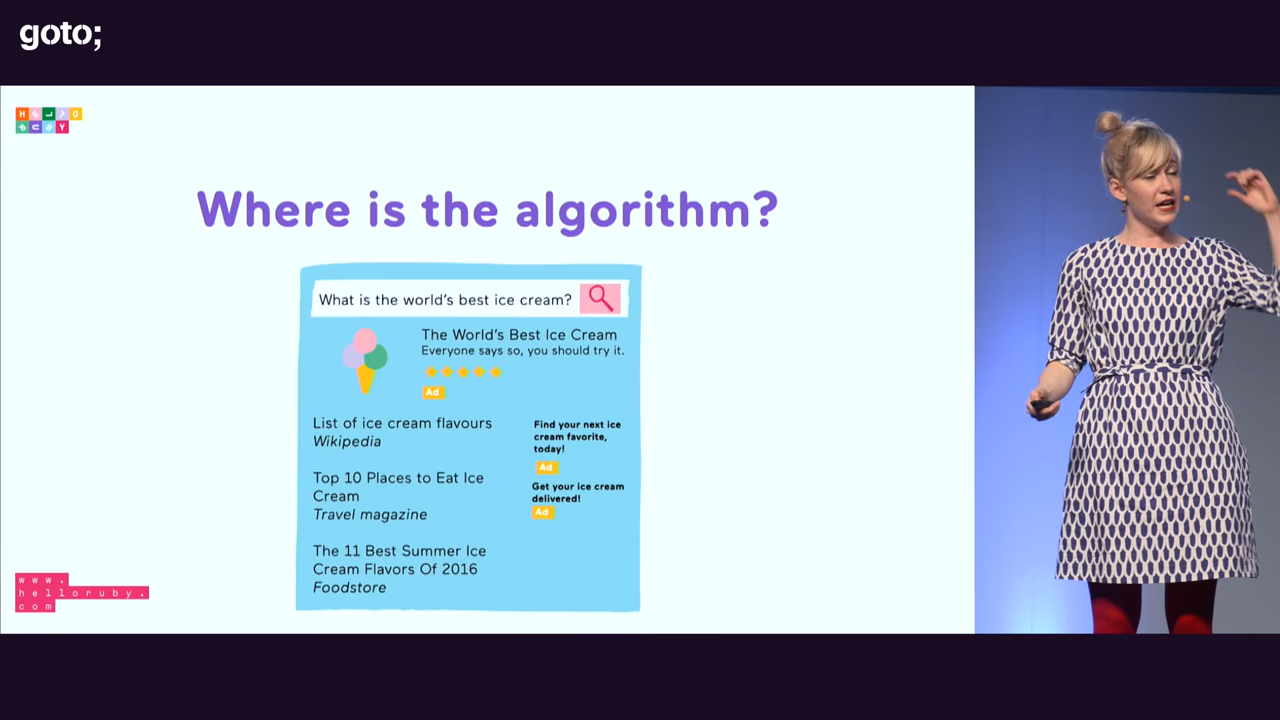 goto;
HELLO
RUBY
Where is the algorithm?
What is the world's best ice cream?
The World's Best Ice Cream
Everyone says so, you should try it.
Ad
List of ice cream flavours
Wikipedia
Find your next ice
cream favorite,
today!
Ad
Top 10 Places to Eat Ice
Cream
Travel magazine
Get your ice cream
delivered!
Ad
The 11 Best Summer Ice
Cream Flavors Of 2016
Foodstore
www.
helloruby.
com